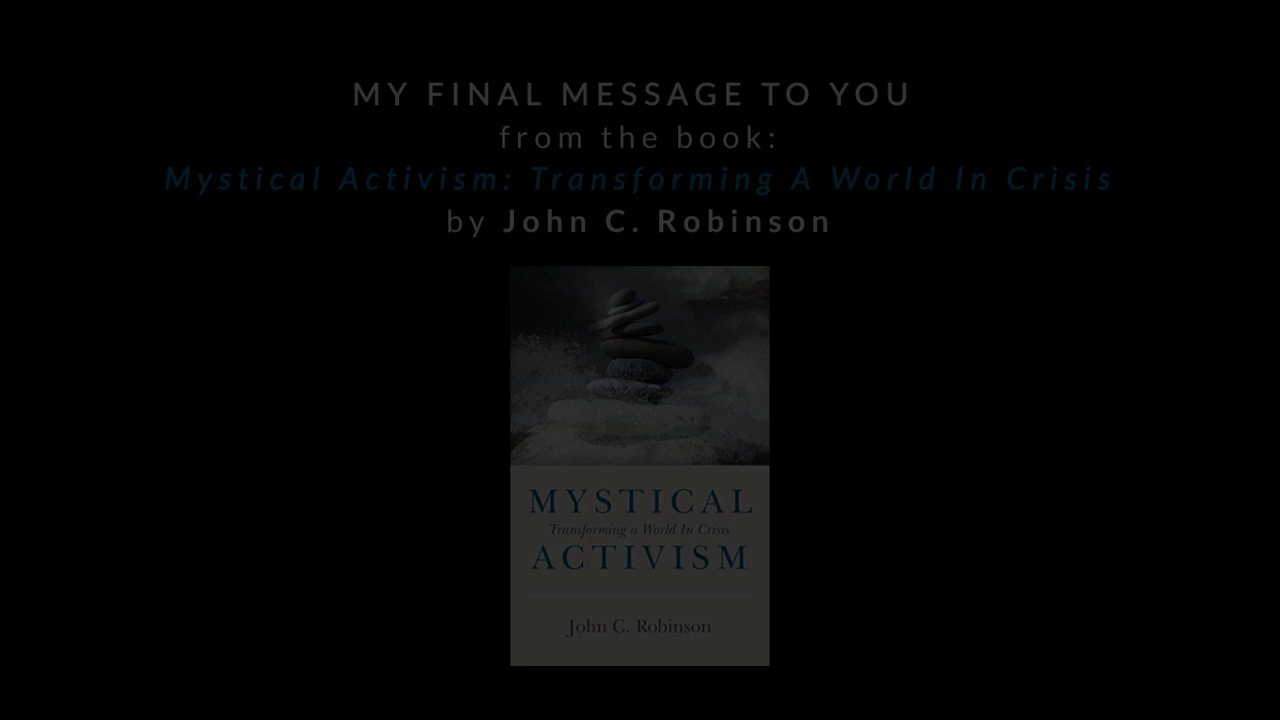 MY FINAL MESSAGE TO YOU
from the book:
Mystical Activism: Transforming A World In Crisis
by John C. Robinson
MYSTICAL
Transforming a World In Crisis
ACTIVISM
John C. Robinson